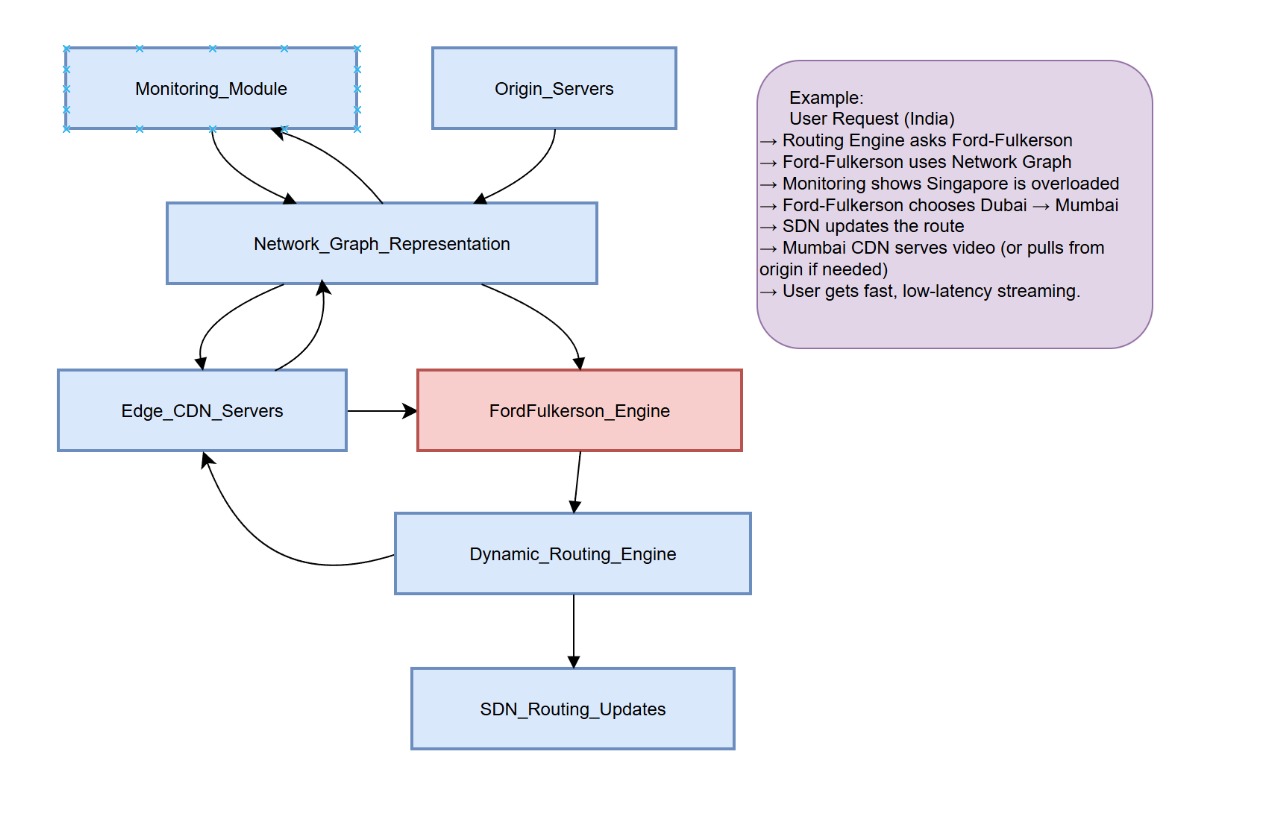 Monitoring_Module
Origin_Servers
Network_Graph_Representation
Edge_CDN_Servers
FordFulkerson_Engine
Dynamic_Routing_Engine
SDN_Routing_Updates
Example:
User Request (India)
→ Routing Engine asks Ford-Fulkerson
→ Ford-Fulkerson uses Network Graph
→ Monitoring shows Singapore is overloaded
→ Ford-Fulkerson chooses Dubai → Mumbai
→ SDN updates the route
→ Mumbai CDN serves video (or pulls from
origin if needed)
→ User gets fast, low-latency streaming.